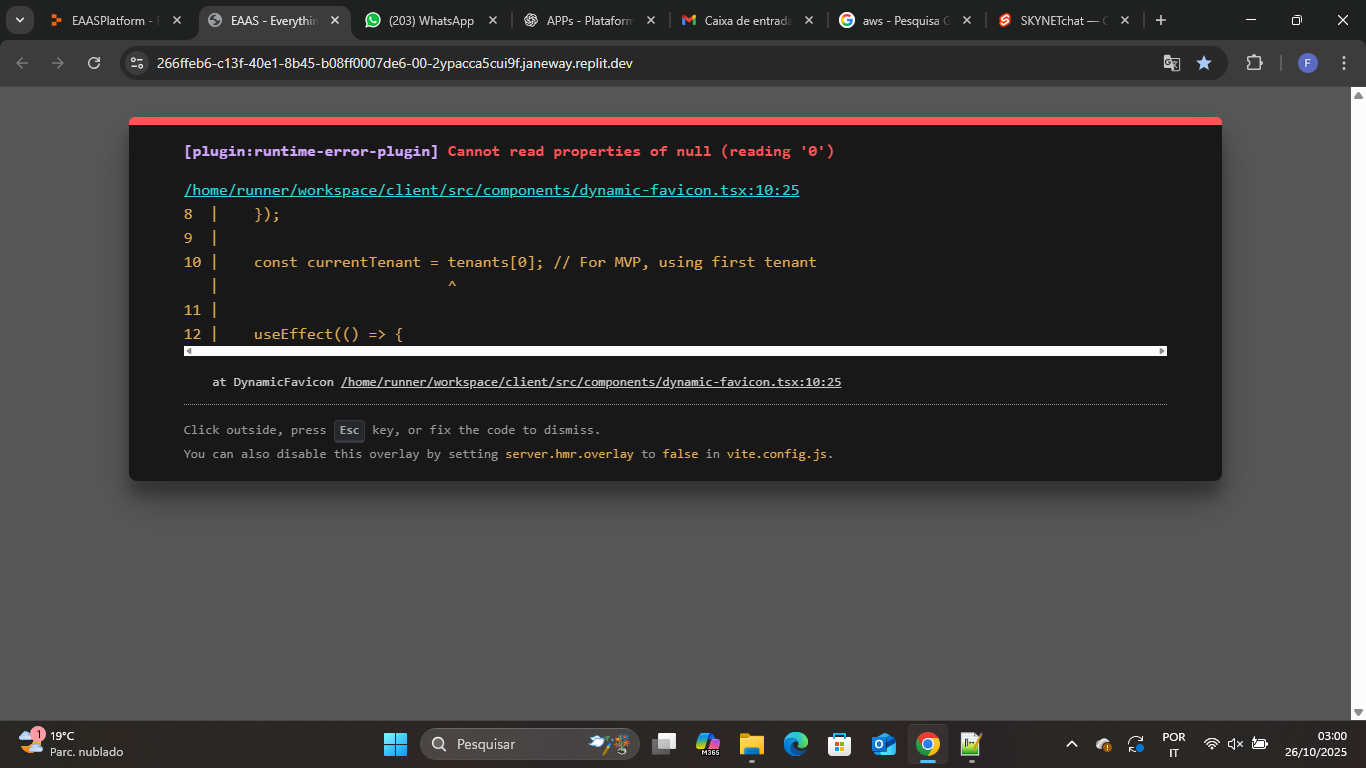 EAASPlatform -
EAAS - Everythin
(203) WhatsApp
APPs - Plataform
Caixa de entrada
aws - Pesquisa G
SKYNETchat — C
266ffeb6-c13f-40e1-8b45-b08ff0007de6-00-2ypacca5cui9f.janeway.replit.dev
F
[plugin:runtime-error-plugin] Cannot read properties of null (reading '0')
/home/runner/workspace/client/src/components/dynamic-favicon.tsx:10:25
8 | });
9 |
10 | const currentTenant = tenants[0]; // For MVP, using first tenant
| ^
11 |
12 | useEffect(() => {
at DynamicFavicon /home/runner/workspace/client/src/components/dynamic-favicon.tsx:10:25
Click outside, press Esc key, or fix the code to dismiss.
You can also disable this overlay by setting server.hmr.overlay to false in vite.config.js.
1
19°C
Parc. nublado
Pesquisar
M365
POR
IT
03:00
26/10/2025